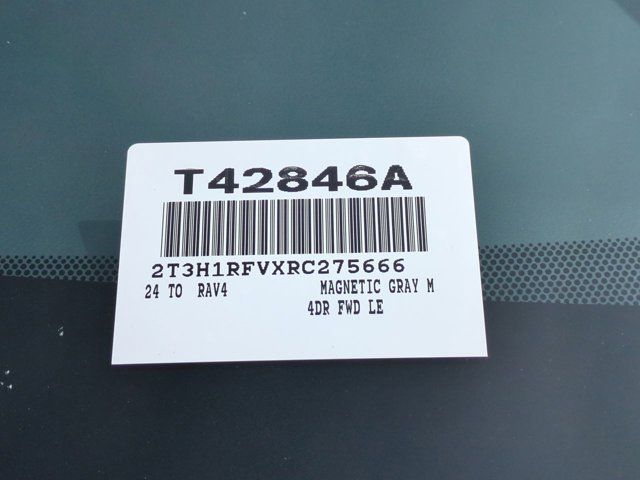 T42846A
2T3H1RFVXRC275666
24 TO RAV4 MAGNETIC GRAY M
4DR FWD LE